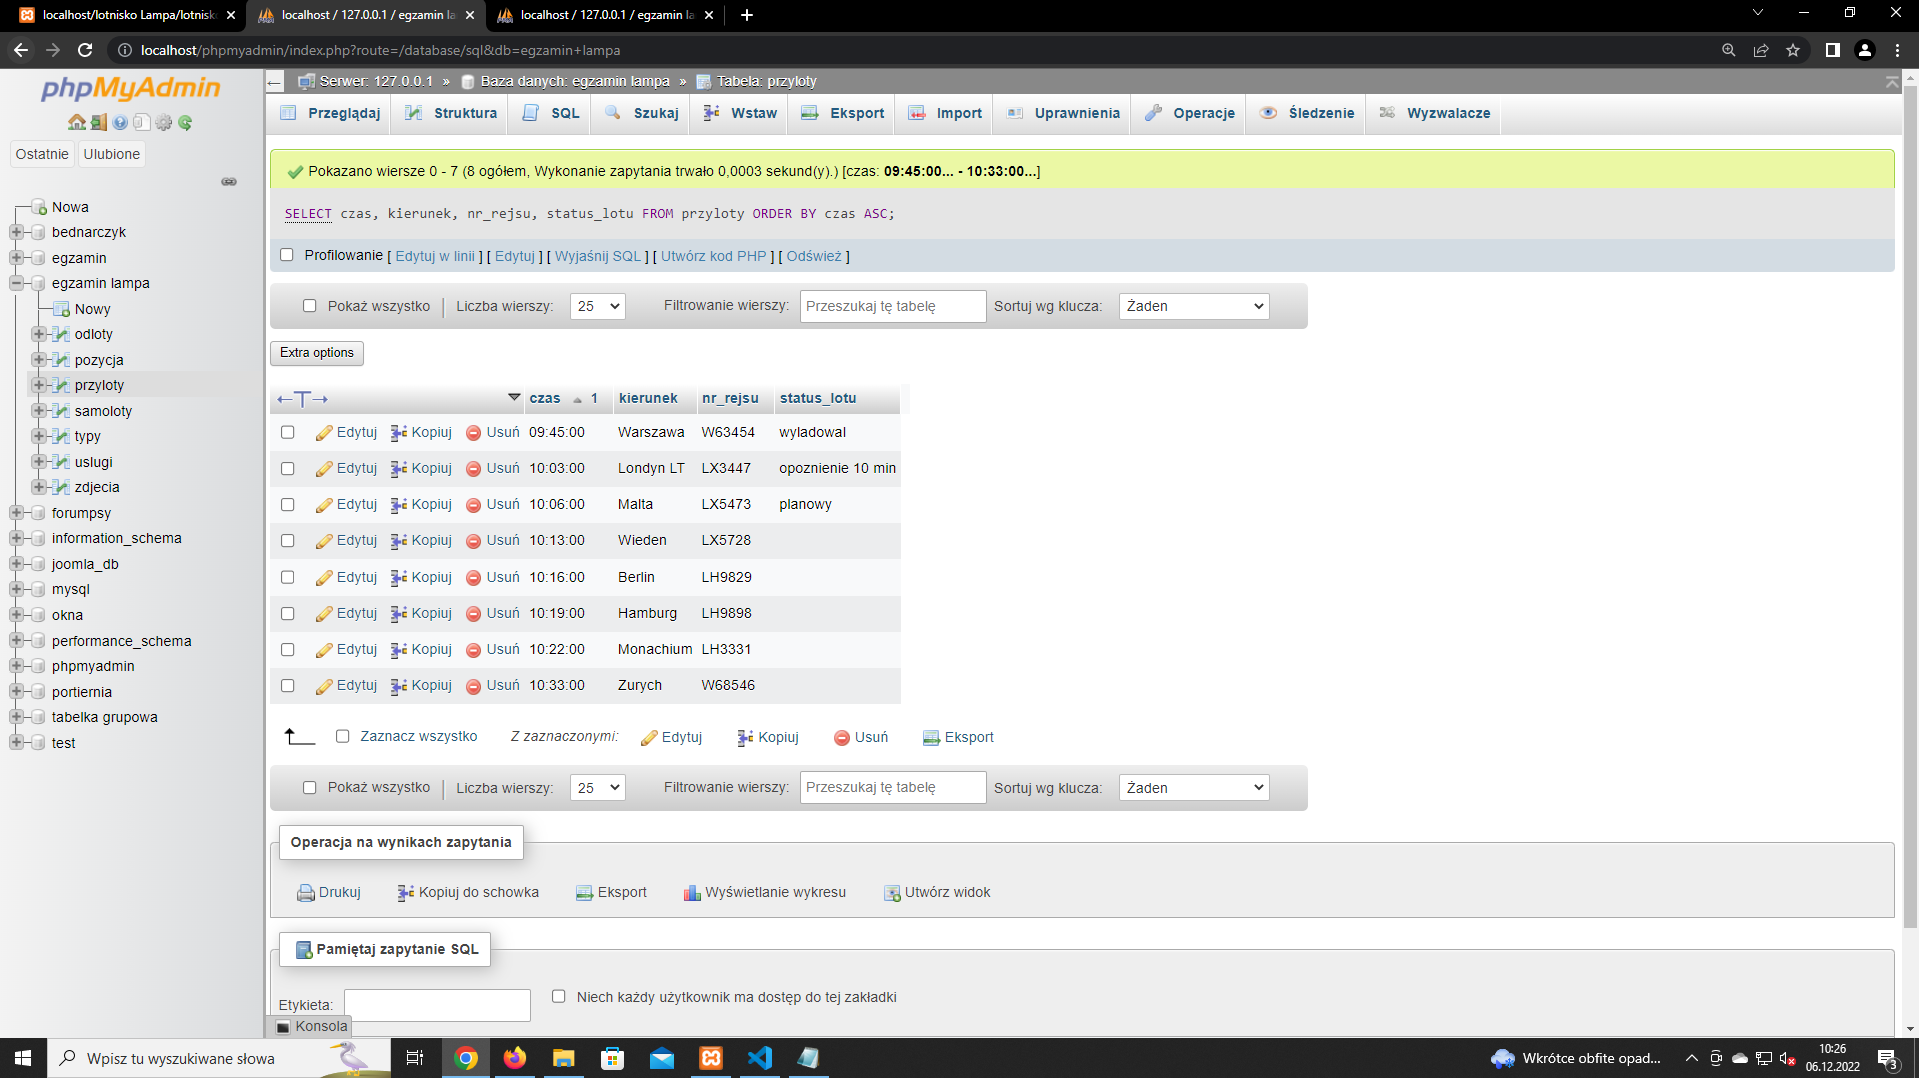 localhost/lotnisko Lampa/lotnisk
localhost / 127.0.0.1 / egzamin la
localhost / 127.0.0.1 / egzamin la
localhost/phpmyadmin/index.php?route=/database/sql&db=egzamin+lampa
phpMyAdmin
Ostatnie Ulubione
Nowa
bednarczyk
egzamin
egzamin lampa
Nowy
odloty
pozycja
przyloty
samoloty
typy
uslugi
zdjecia
forumpsy
information_schema
joomla_db
mysql
okna
performance_schema
phpmyadmin
portiernia
tabelka grupowa
test
Serwer: 127.0.0.1 » Baza danych: egzamin lampa » Tabela: przyloty
Przeglądaj Struktura SQL Szukaj Wstaw Eksport Import Uprawnienia Operacje Śledzenie Wyzwalacze
Pokazano wiersze 0 - 7 (8 ogółem, Wykonanie zapytania trwało 0,0003 sekund(y).) [czas: 09:45:00... - 10:33:00...]
SELECT czas, kierunek, nr_rejsu, status_lotu FROM przyloty ORDER BY czas ASC;
Profilowanie [ Edytuj w linii ] [ Edytuj ] [ Wyjaśnij SQL ] [ Utwórz kod PHP ] [ Odśwież ]
Pokaż wszystko Liczba wierszy: 25 Filtrowanie wierszy: Przeszukaj tę tabelę Sortuj wg klucza: Żaden
Extra options
czas 1 kierunek nr_rejsu status_lotu
Edytuj Kopiuj Usuń 09:45:00 Warszawa W63454 wyladowal
Edytuj Kopiuj Usuń 10:03:00 Londyn LT LX3447 opoznienie 10 min
Edytuj Kopiuj Usuń 10:06:00 Malta LX5473 planowy
Edytuj Kopiuj Usuń 10:13:00 Wieden LX5728
Edytuj Kopiuj Usuń 10:16:00 Berlin LH9829
Edytuj Kopiuj Usuń 10:19:00 Hamburg LH9898
Edytuj Kopiuj Usuń 10:22:00 Monachium LH3331
Edytuj Kopiuj Usuń 10:33:00 Zurych W68546
Zaznacz wszystko Z zaznaczonymi: Edytuj Kopiuj Usuń Eksport
Pokaż wszystko Liczba wierszy: 25 Filtrowanie wierszy: Przeszukaj tę tabelę Sortuj wg klucza: Żaden
Operacja na wynikach zapytania
Drukuj Kopiuj do schowka Eksport Wyświetlanie wykresu Utwórz widok
Pamiętaj zapytanie SQL
Etykieta: Niech każdy użytkownik ma dostęp do tej zakładki
Konsola
Wpisz tu wyszukiwane słowa
Wkrótce obfite opad...
10:26
06.12.2022
3